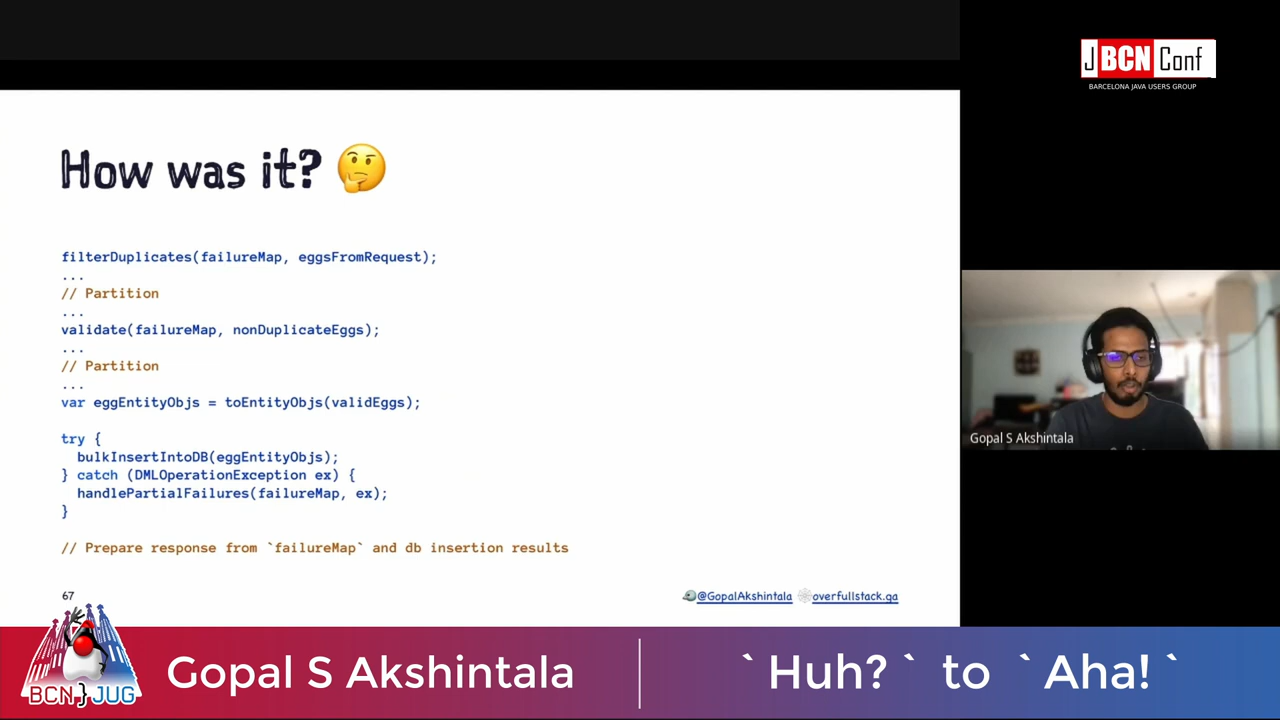 JBCNConf
BARCELONA JAVA USERS GROUP
How was it?
filterDuplicates(failureMap, eggsFromRequest);
...
// Partition
...
validate(failureMap, nonDuplicateEggs);
...
// Partition
...
var eggEntityObjs = toEntityObjs(validEggs);
try {
bulkInsertIntoDB(eggEntityObjs);
} catch (DMLOperationException ex) {
handlePartialFailures(failureMap, ex);
}
// Prepare response from `failureMap` and db insertion results
67
@GopalAkshintala overfullstack.ga
Gopal S Akshintala
BCN}JUG
Gopal S Akshintala
`Huh?` to `Aha!`